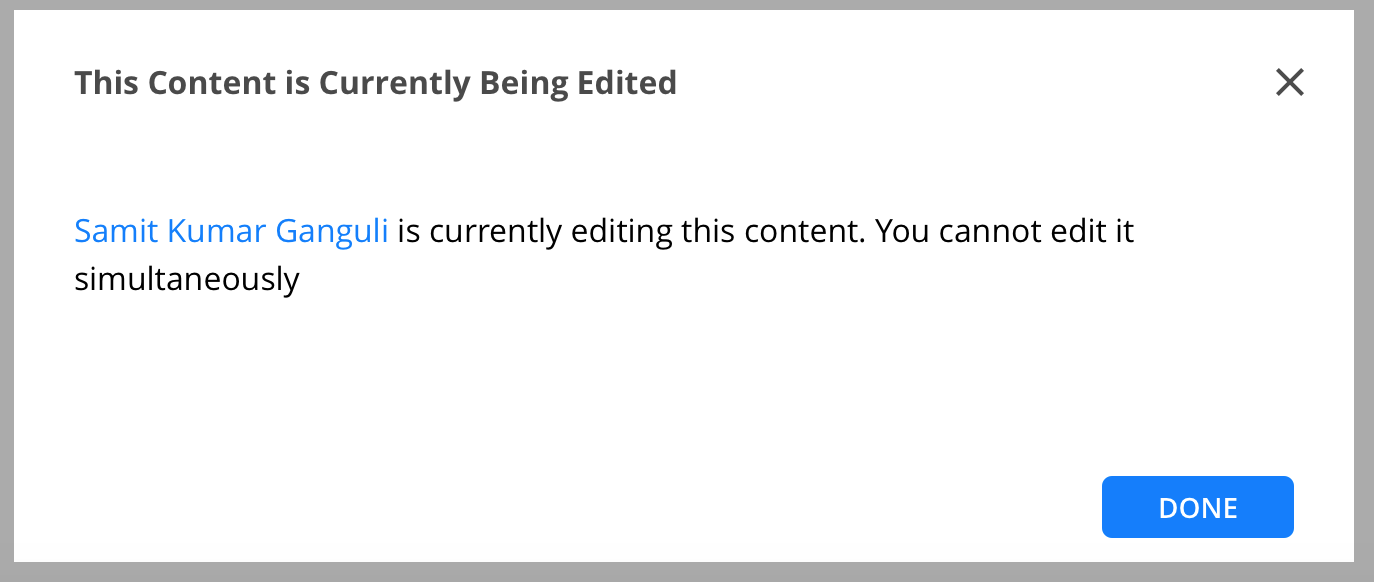 This Content is Currently Being Edited
Samit Kumar Ganguli is currently editing this content. You cannot edit it
simultaneously
DONE